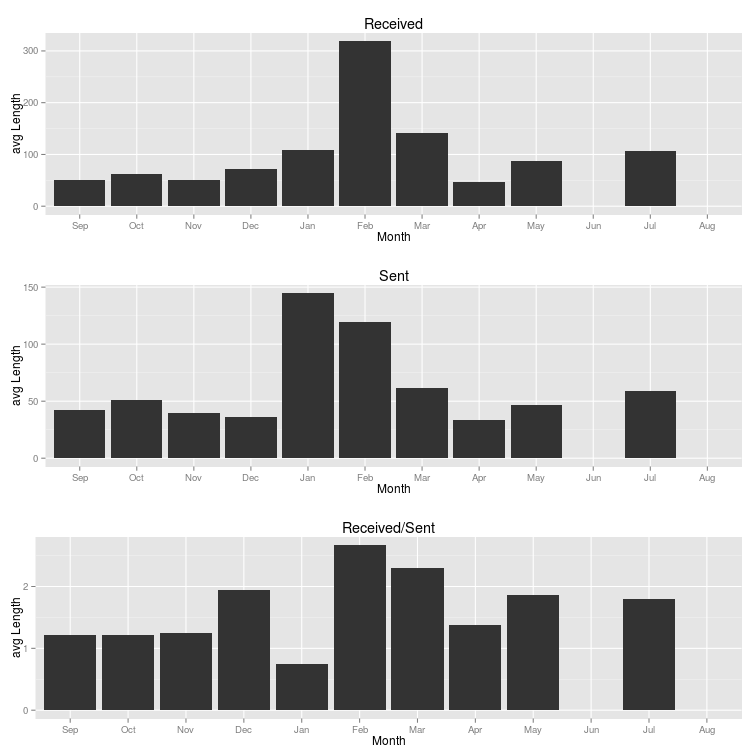 Received
avg Length
300
200
100
0
Sep Oct Nov Dec Jan Feb Mar Apr May Jun Jul Aug
Month
Sent
avg Length
150
100
50
0
Sep Oct Nov Dec Jan Feb Mar Apr May Jun Jul Aug
Month
Received/Sent
avg Length
2
1
0
Sep Oct Nov Dec Jan Feb Mar Apr May Jun Jul Aug
Month